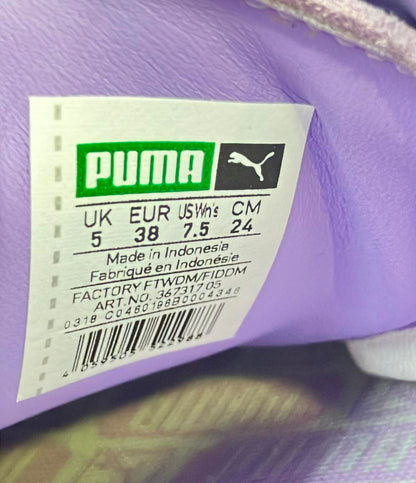 PUMA
UK EUR US Wn's CM
5 38 7.5 24
Made in Indonesia
Fabriqué en Indonésie
FACTORY FTWDM/FIDDM
ART.NO. 367317 05